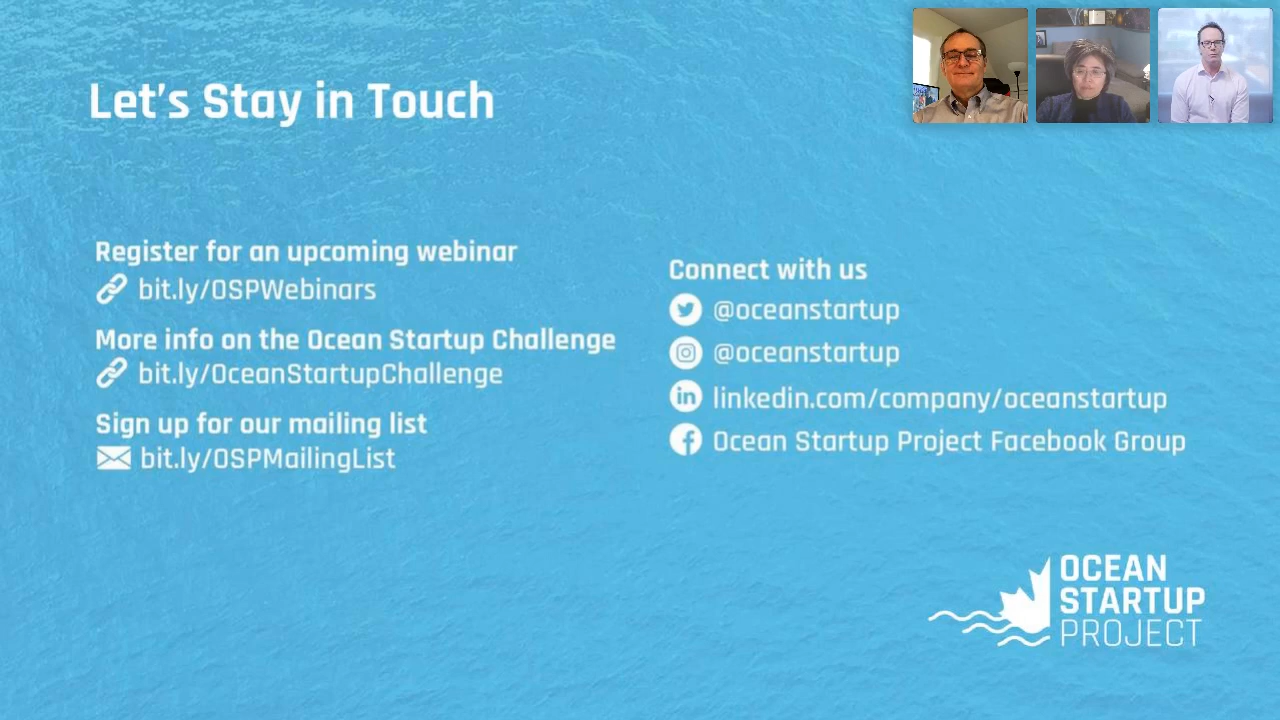 Let's Stay in Touch
Register for an upcoming webinar
bit.ly/OSPWebinars
More info on the Ocean Startup Challenge
bit.ly/OceanStartupChallenge
Sign up for our mailing list
bit.ly/OSPMailingList
Connect with us
@oceanstartup
@oceanstartup
linkedin.com/company/oceanstartup
Ocean Startup Project Facebook Group
OCEAN
STARTUP
PROJECT